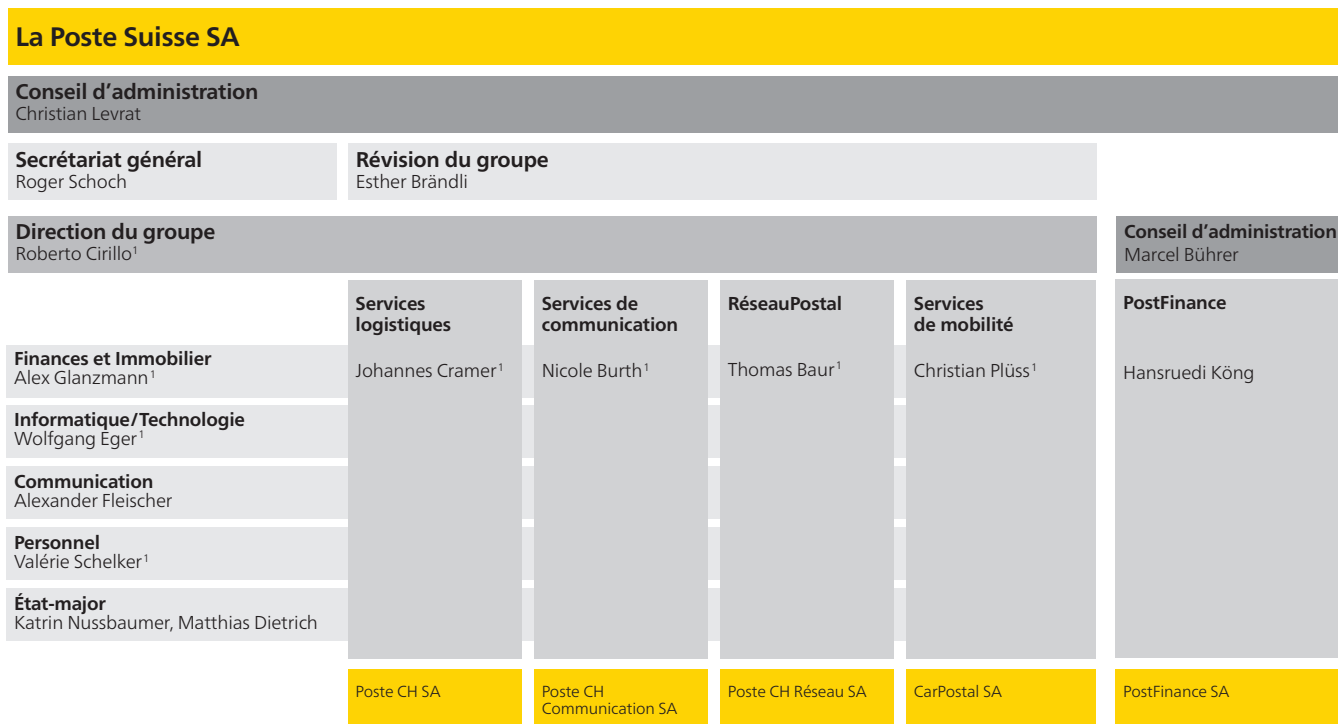 La Poste Suisse SA
Conseil d’administration
Christian Levrat
Secrétariat général
Roger Schoch
Révision du groupe
Esther Brändli
Direction du groupe
Roberto Cirillo¹
Conseil d’administration
Marcel Bührer
Services
logistiques
Johannes Cramer¹
Services de
communication
Nicole Burth¹
RéseauPostal
Thomas Baur¹
Services
de mobilité
Christian Plüss¹
PostFinance
Hansruedi Köng
Finances et Immobilier
Alex Glanzmann¹
Informatique/Technologie
Wolfgang Eger¹
Communication
Alexander Fleischer
Personnel
Valérie Schelker¹
État-major
Katrin Nussbaumer, Matthias Dietrich
Poste CH SA
Poste CH
Communication SA
Poste CH Réseau SA
CarPostal SA
PostFinance SA